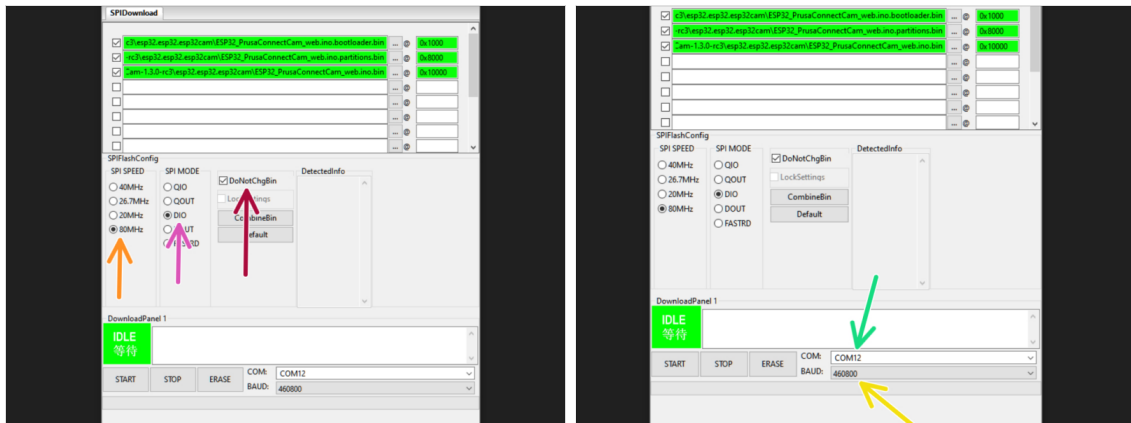 SPIDownload
c3\esp32.esp32.esp32cam\ESP32_PrusaConnectCam_web.ino.bootloader.bin ... @ 0x1000
-rc3\esp32.esp32.esp32cam\ESP32_PrusaConnectCam_web.ino.partitions.bin ... @ 0x8000
Cam-1.3.0-rc3\esp32.esp32.esp32cam\ESP32_PrusaConnectCam_web.ino.bin ... @ 0x10000
... @
... @
... @
... @
... @
SPIFlashConfig
SPI SPEED SPI MODE DetectedInfo
40MHz QIO DoNotChgBin
26.7MHz QOUT
20MHz DIO CombineBin
80MHz Default
DownloadPanel 1
IDLE
等待
START STOP ERASE COM: COM12
BAUD: 460800
c3\esp32.esp32.esp32cam\ESP32_PrusaConnectCam_web.ino.bootloader.bin ... @ 0x1000
-rc3\esp32.esp32.esp32cam\ESP32_PrusaConnectCam_web.ino.partitions.bin ... @ 0x8000
Cam-1.3.0-rc3\esp32.esp32.esp32cam\ESP32_PrusaConnectCam_web.ino.bin ... @ 0x10000
... @
... @
... @
... @
... @
SPIFlashConfig
SPI SPEED SPI MODE DetectedInfo
40MHz QIO DoNotChgBin
26.7MHz QOUT LockSettings
20MHz DIO CombineBin
80MHz DOUT Default
FASTRD
DownloadPanel 1
IDLE
等待
START STOP ERASE COM: COM12
BAUD: 460800